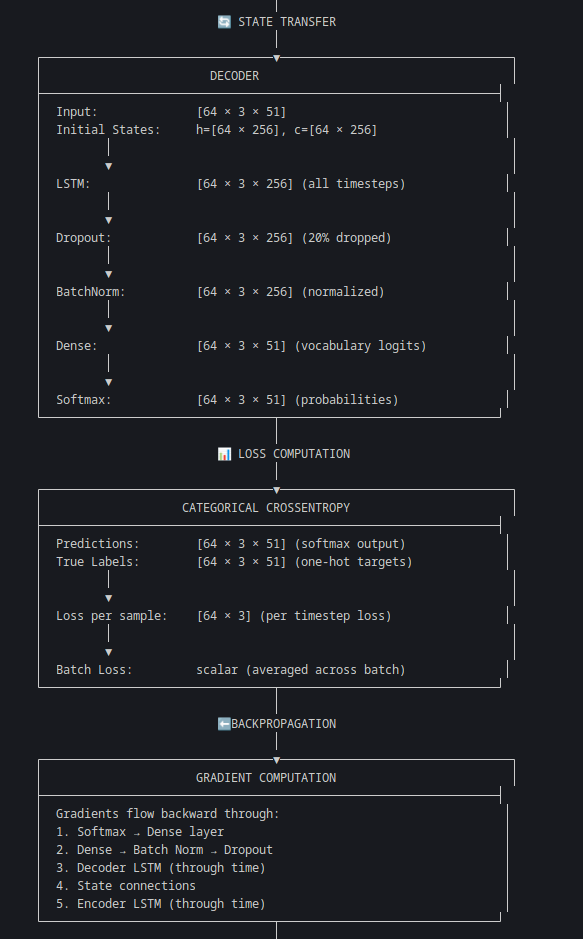 🔄 STATE TRANSFER
DECODER
Input: [64 × 3 × 51]
Initial States: h=[64 × 256], c=[64 × 256]
LSTM: [64 × 3 × 256] (all timesteps)
Dropout: [64 × 3 × 256] (20% dropped)
BatchNorm: [64 × 3 × 256] (normalized)
Dense: [64 × 3 × 51] (vocabulary logits)
Softmax: [64 × 3 × 51] (probabilities)
📊 LOSS COMPUTATION
CATEGORICAL CROSSENTROPY
Predictions: [64 × 3 × 51] (softmax output)
True Labels: [64 × 3 × 51] (one-hot targets)
Loss per sample: [64 × 3] (per timestep loss)
Batch Loss: scalar (averaged across batch)
⬅️BACKPROPAGATION
GRADIENT COMPUTATION
Gradients flow backward through:
1. Softmax → Dense layer
2. Dense → Batch Norm → Dropout
3. Decoder LSTM (through time)
4. State connections
5. Encoder LSTM (through time)